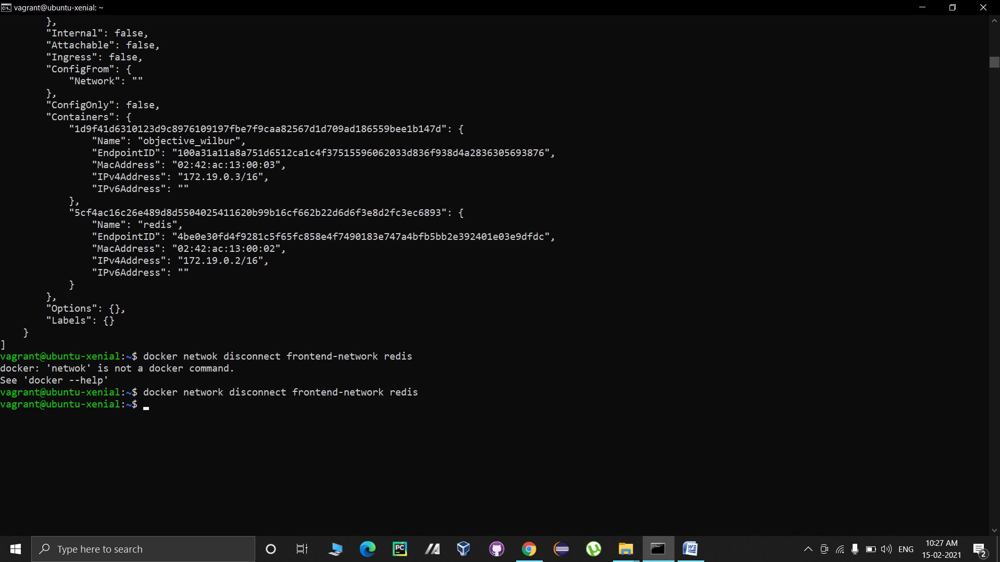 vagrant@ubuntu-xenial: ~
},
"Internal": false,
"Attachable": false,
"Ingress": false,
"ConfigFrom": {
"Network": ""
},
"ConfigOnly": false,
"Containers": {
"1d9f41d6310123d9c8976109197fbe7f9caa82567d1d709ad186559bee1b147d": {
"Name": "objective_wilbur",
"EndpointID": "100a31a11a8a751d6512ca1c4f37515596062033d836f938d4a2836305693876",
"MacAddress": "02:42:ac:13:00:03",
"IPv4Address": "172.19.0.3/16",
"IPv6Address": ""
},
"5cf4ac16c26e489d8d5504025411620b99b16cf662b22d6d6f3e8d2fc3ec6893": {
"Name": "redis",
"EndpointID": "4be0e30fd4f9281c5f65fc858e4f7490183e747a4bfb5bb2e392401e03e9dfdc",
"MacAddress": "02:42:ac:13:00:02",
"IPv4Address": "172.19.0.2/16",
"IPv6Address": ""
}
},
"Options": {},
"Labels": {}
}
]
vagrant@ubuntu-xenial:~$ docker netwok disconnect frontend-network redis
docker: 'netwok' is not a docker command.
See 'docker --help'
vagrant@ubuntu-xenial:~$ docker network disconnect frontend-network redis
vagrant@ubuntu-xenial:~$
Type here to search
PC
ENG
10:27 AM
15-02-2021
2